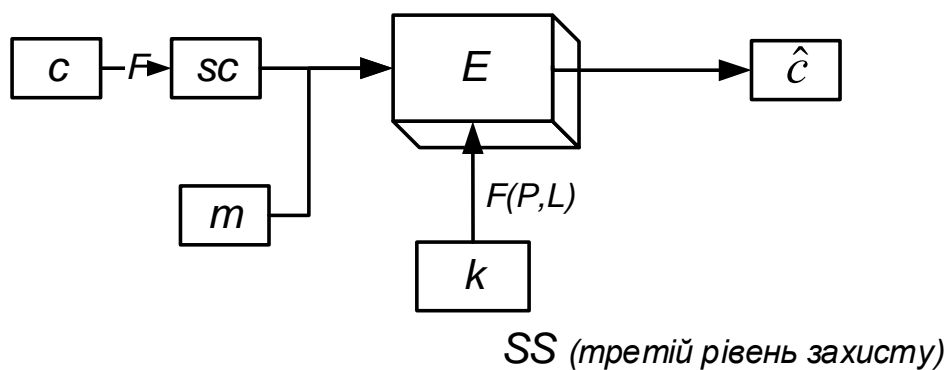 c F sc E ĉ
m
F(P,L)
k
SS (третій рівень захисту)